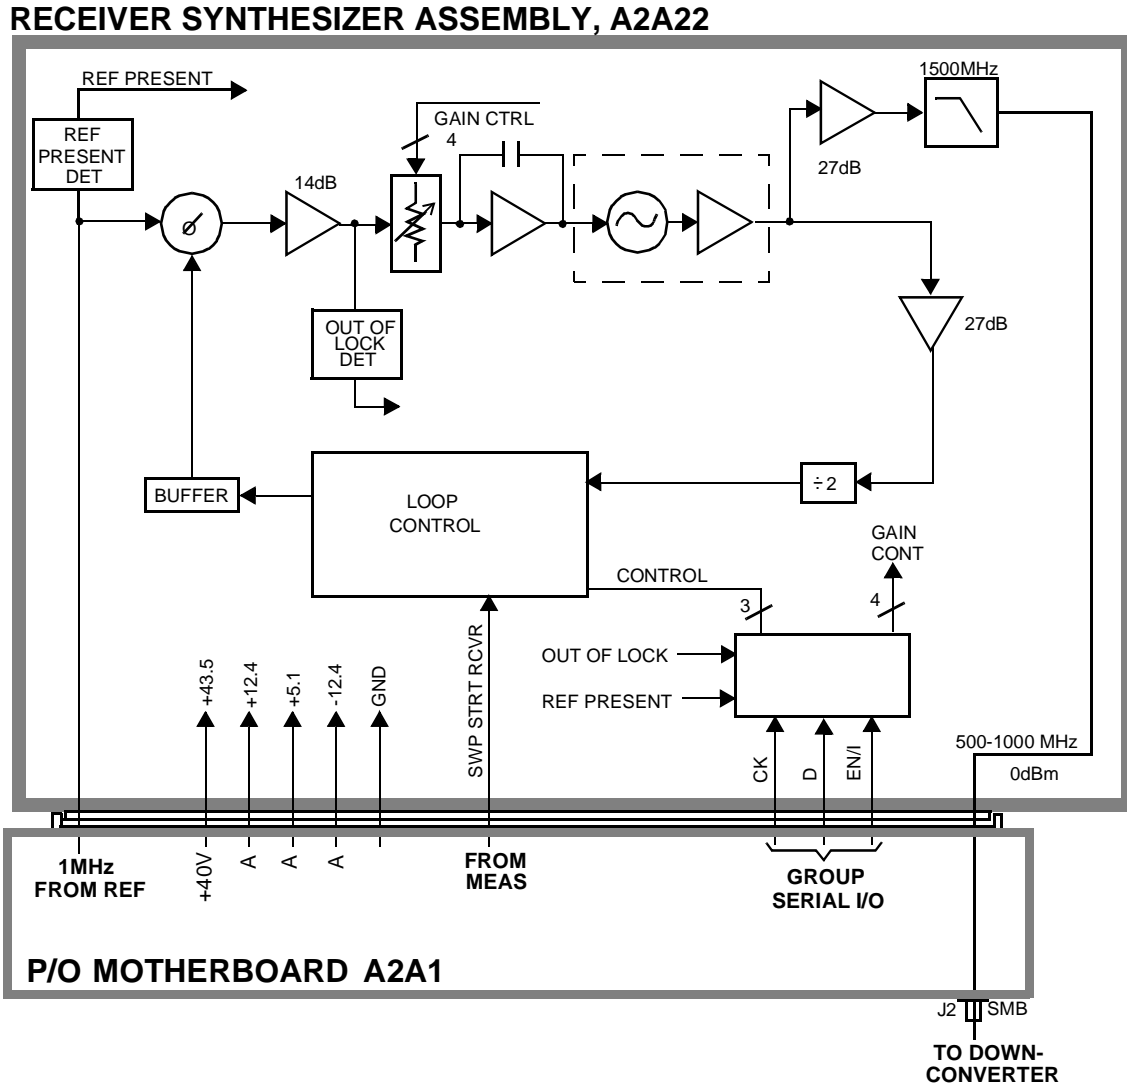 RECEIVER SYNTHESIZER ASSEMBLY, A2A22
REF PRESENT
REF
PRESENT
DET
14dB
GAIN CTRL
4
27dB
1500MHz
27dB
OUT OF
LOCK
DET
BUFFER
LOOP
CONTROL
÷2
GAIN
CONT
CONTROL
3
4
OUT OF LOCK
REF PRESENT
+43.5
+12.4
+5.1
-12.4
GND
SWP STRT RCVR
CK
D
EN/I
500-1000 MHz
0dBm
1MHz
FROM REF
+40V
A
A
A
FROM
MEAS
GROUP
SERIAL I/O
P/O MOTHERBOARD A2A1
J2
SMB
TO DOWN-
CONVERTER